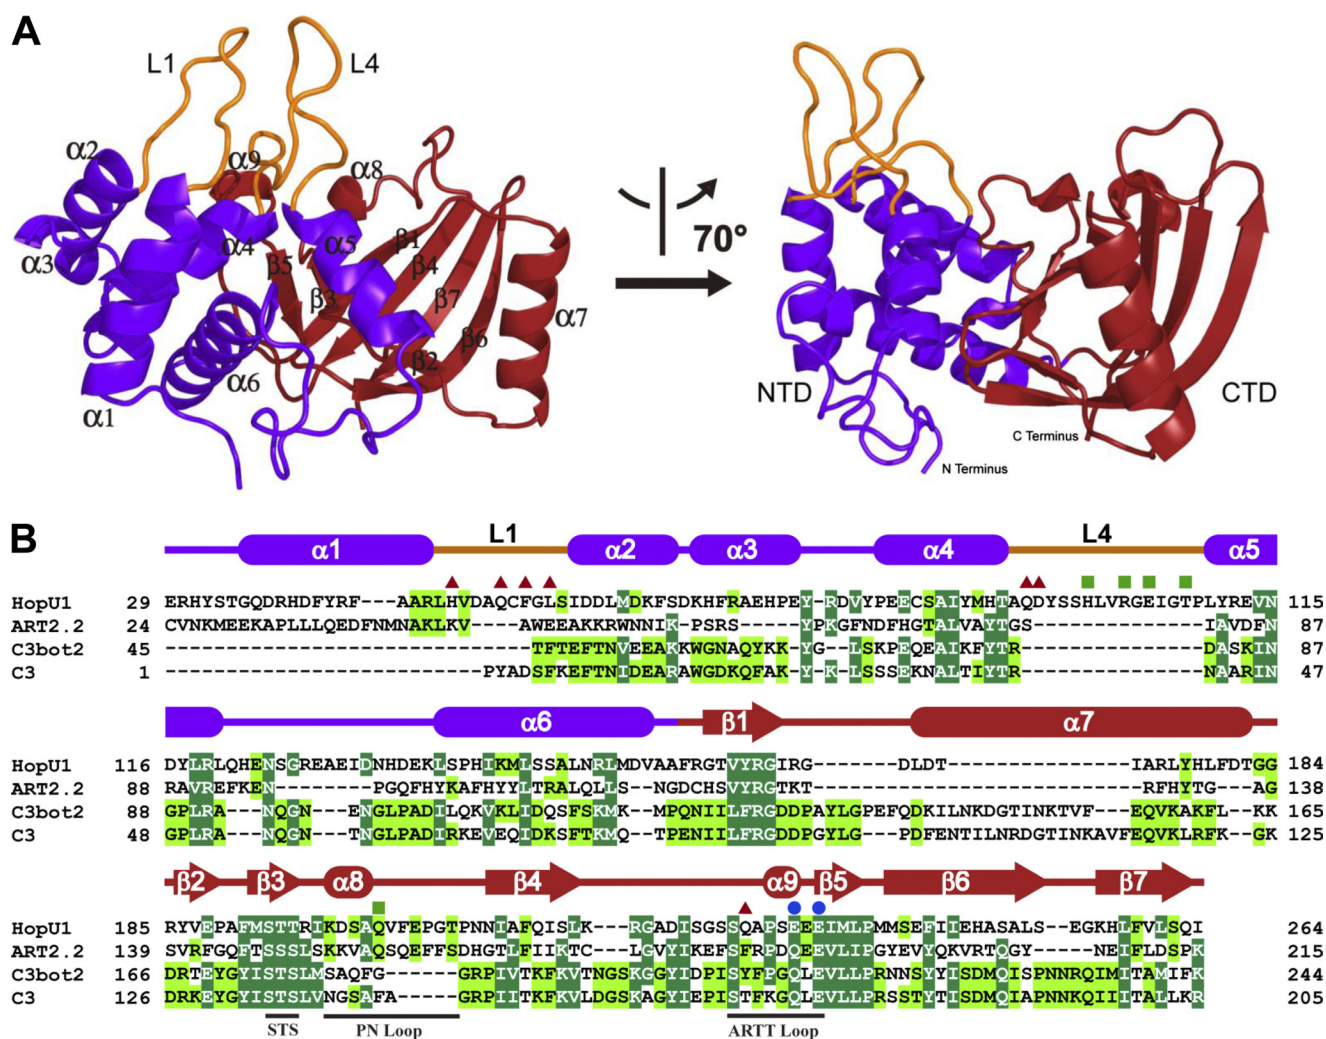 A
L1
L4
α2
α9
α8
α3
α4
α5
β1
β5
β4
β3
β7
α7
β6
β2
α6
α1
70°
NTD
CTD
C Terminus
N Terminus
B
α1 L1 α2 α3 α4 L4 α5
HopU1 29 ERHYSTGQDRHDFYRF---AARLHVDAQCFGLSIDDLMDKFSDKHFRAEHPEY-RDVYPEECSAIYMHTAQDYSSHLVRGEIGTPLYREVN 115
ART2.2 24 CVNKMEEKAPLLLQEDFNMNAKLKV----AWEEAKKRWNNIK-PSRS-----YPKGFNDFHGTALVAYTGS--------------IAVDFN 87
C3bot2 45 ------------------------------TFTEFTNVEEAKKWGNAQYKK-YG--LSKPEQEAIKFYTR---------------DASKIN 87
C3 1 --------------------------PYADSFKEFTNIDEARAWGDKQFAK-Y-K-LSSSEKNALTIYTR---------------NAARIN 47
α6 β1 α7
HopU1 116 DYLRLQHENSGREAEIDNHDEKLSPHIKMLSSALNRLMDVAAFRGTVYRGIRG--------DLDT--------------IARLYHLFDTGG 184
ART2.2 88 RAVREFKEN--------PGQFHYKAFHYYLTRALQLLS-NGDCHSVYRGTKT---------------------------RFHYTG---AG 138
C3bot2 88 GPLRA---NQGN---ENGLPADILQKVKLIDQSFSKMK-MPQNIILFRGDDPAYLGPEFQDKILNKDGTINKTVF---EQVKAKFL--KK 165
C3 48 GPLRA---NQGN---TNGLPADIRKEVEQIDKSFTKMQ--TPENIILFRGDDPGYLG---PDFENTILNRDGTINKAVFEQVKLRFK--GK 125
β2 β3 α8 β4 α9 β5 β6 β7
HopU1 185 RYVEPAFMSTTRIKDSAQVFEPGTPNNIAFQISLK---RGADISGSSQAPSEEEIMLPMMSEFIIEHASALS---EGKHLFVLSQI 264
ART2.2 139 SVRFGQFTSSSLSKKVAQSQEFFSDHGTLFIIKTC---LGVYIKEFSFRPDQEEVLIPGYEVYQKVRTQGY-----NEIFLDSPK 215
C3bot2 166 DRTEYGYISTSLMSAQFG------GRPIVTKFKVTNGSKGGYIDPISYFPGQLEVLLPRNNSYYISDMQISPNNRQIMITAMIFK 244
C3 126 DRKEYGYISTSLVNGSAFA-----GRPIITKFKVLDGSKAGYIEPISTFKGQLEVLLPRSSTYTISDMQIAPNNKQIIITALLKR 205
STS PN Loop ARTT Loop